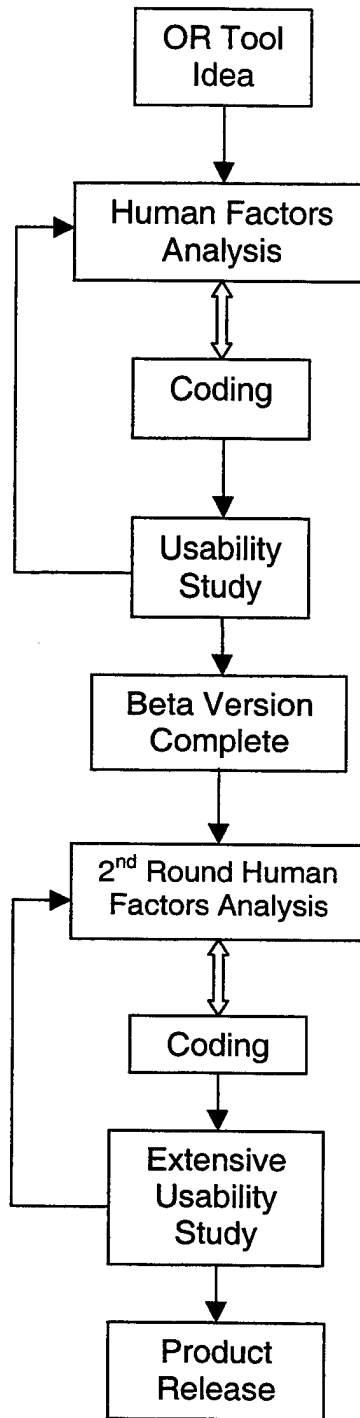 OR Tool
Idea
Human Factors
Analysis
Coding
Usability
Study
Beta Version
Complete
2nd Round Human
Factors Analysis
Coding
Extensive
Usability
Study
Product
Release